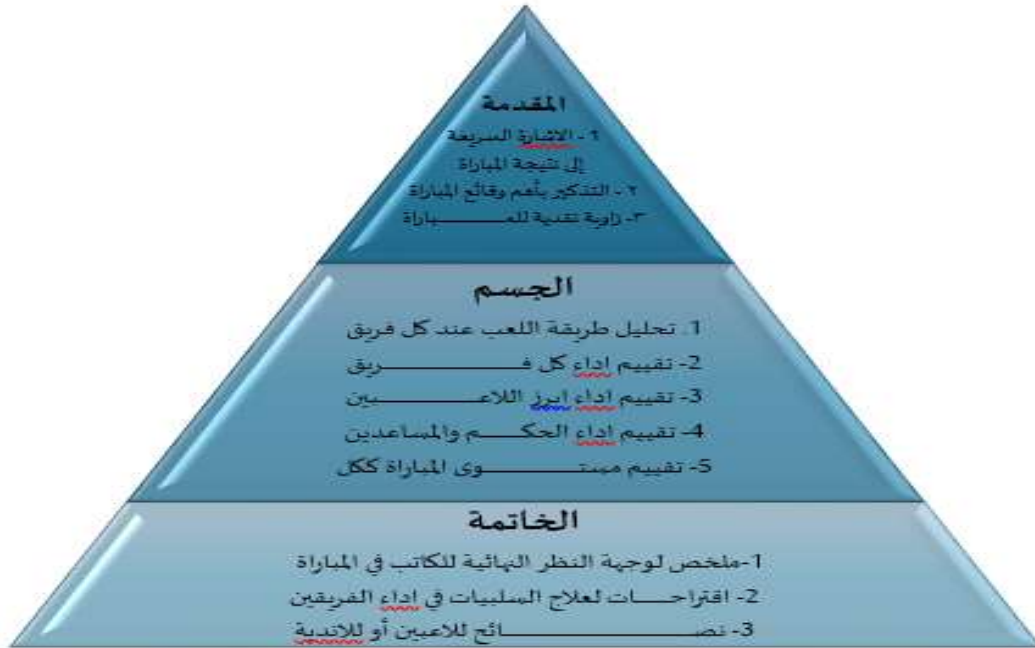 المقدمة
١- الاشارة السريعة
إلى نتيجة المباراة
٢- التذكير بأهم وقائع المباراة
٣- زاوية نقدية للمـــــــباراة
الجسم
1. تحليل طريقة اللعب عند كل فريق
2- تقييم اداء كل فـــــــــــريق
3- تقييم اداء ابرز اللاعـــــــــبين
4- تقييم اداء الحكـــــم والمساعدين
5- تقييم مستـــــــــوى المباراة ككل
الخاتمة
1-ملخص لوجهة النظر النهائية للكاتب في المباراة
2- اقتراحـــــات لعلاج السلبيات في اداء الفريقين
3- نصـــــــــــــائح للاعبين أو للاندية